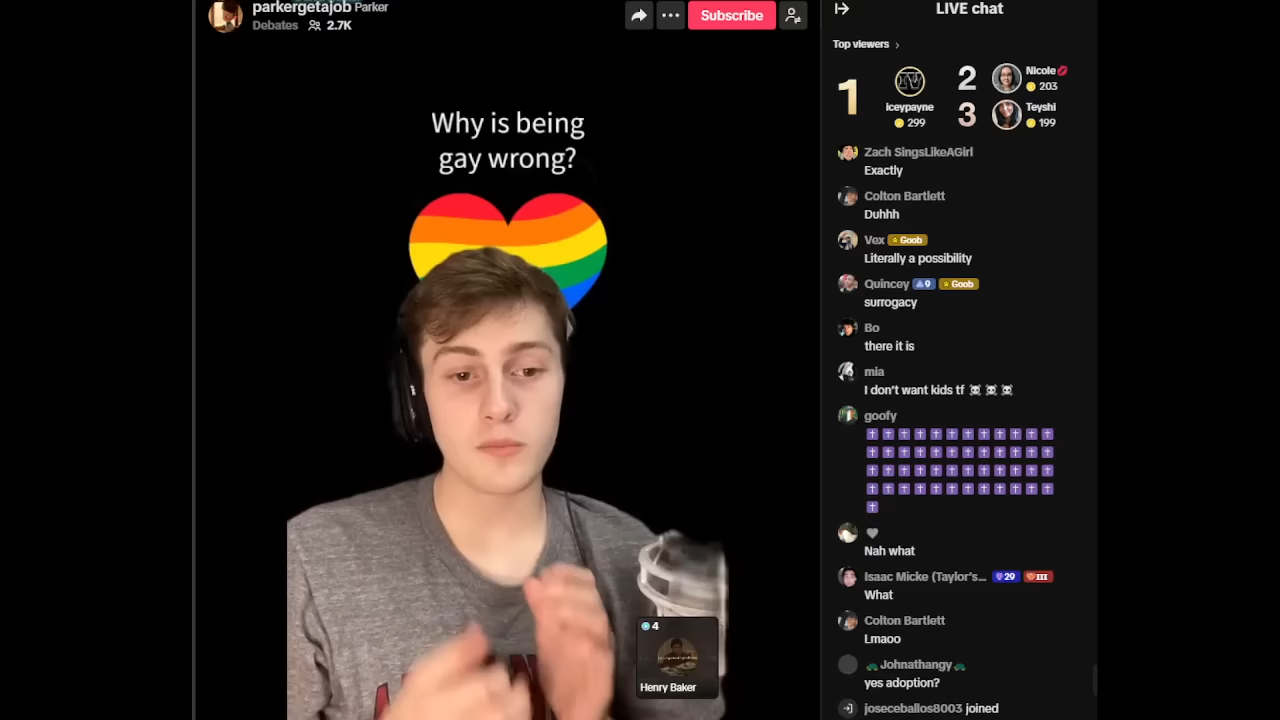 parkergetajob Parker
Debates 2.7K
Subscribe
LIVE chat
Top viewers
1
Iceypayne
299
2
Nicole💋
203
3
Teyshi
199
Why is being
gay wrong?
4
Henry Baker
Zach SingsLikeAGirl
Exactly
Colton Bartlett
Duhhh
Vex Goob
Literally a possibility
Quincey 9 Goob
surrogacy
Bo
there it is
mia
I don't want kids tf ☠️ ☠️ ☠️
goofy
✝️ ✝️ ✝️ ✝️ ✝️ ✝️ ✝️ ✝️ ✝️ ✝️ ✝️ ✝️
✝️ ✝️ ✝️ ✝️ ✝️ ✝️ ✝️ ✝️ ✝️ ✝️ ✝️ ✝️
✝️ ✝️ ✝️ ✝️ ✝️ ✝️ ✝️ ✝️ ✝️ ✝️ ✝️ ✝️
✝️ ✝️ ✝️ ✝️ ✝️ ✝️ ✝️ ✝️ ✝️ ✝️ ✝️ ✝️
✝️
🖤
Nah what
Isaac Micke (Taylor's... 29 III
What
Colton Bartlett
Lmaoo
🐢Johnathangy🐢
yes adoption?
joseceballos8003 joined